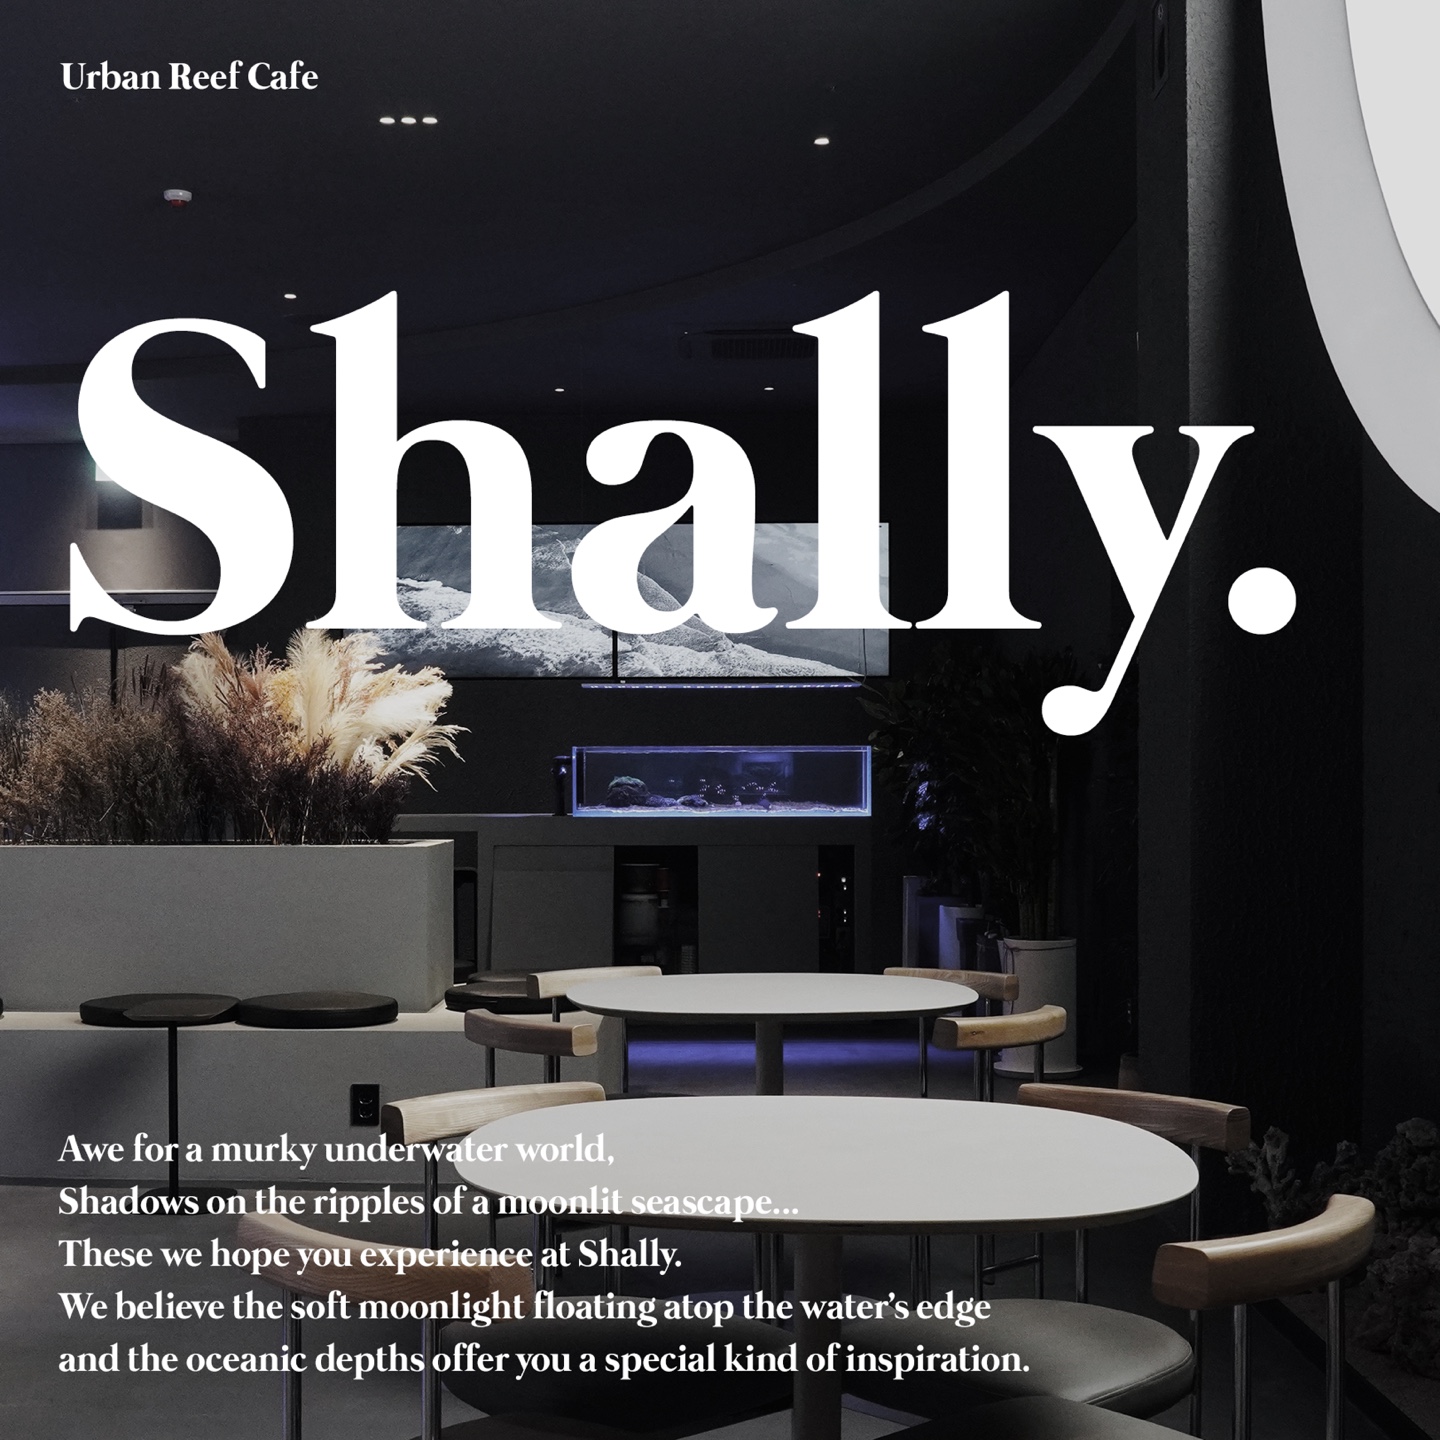 Urban Reef Cafe
Shally.
Awe for a murky underwater world,
Shadows on the ripples of a moonlit seascape...
These we hope you experience at Shally.
We believe the soft moonlight floating atop the water’s edge
and the oceanic depths offer you a special kind of inspiration.